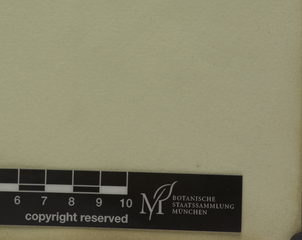 6 7 8 9 10
copyright reserved
M
BOTANISCHE
STAATSSAMMLUNG
MÜNCHEN